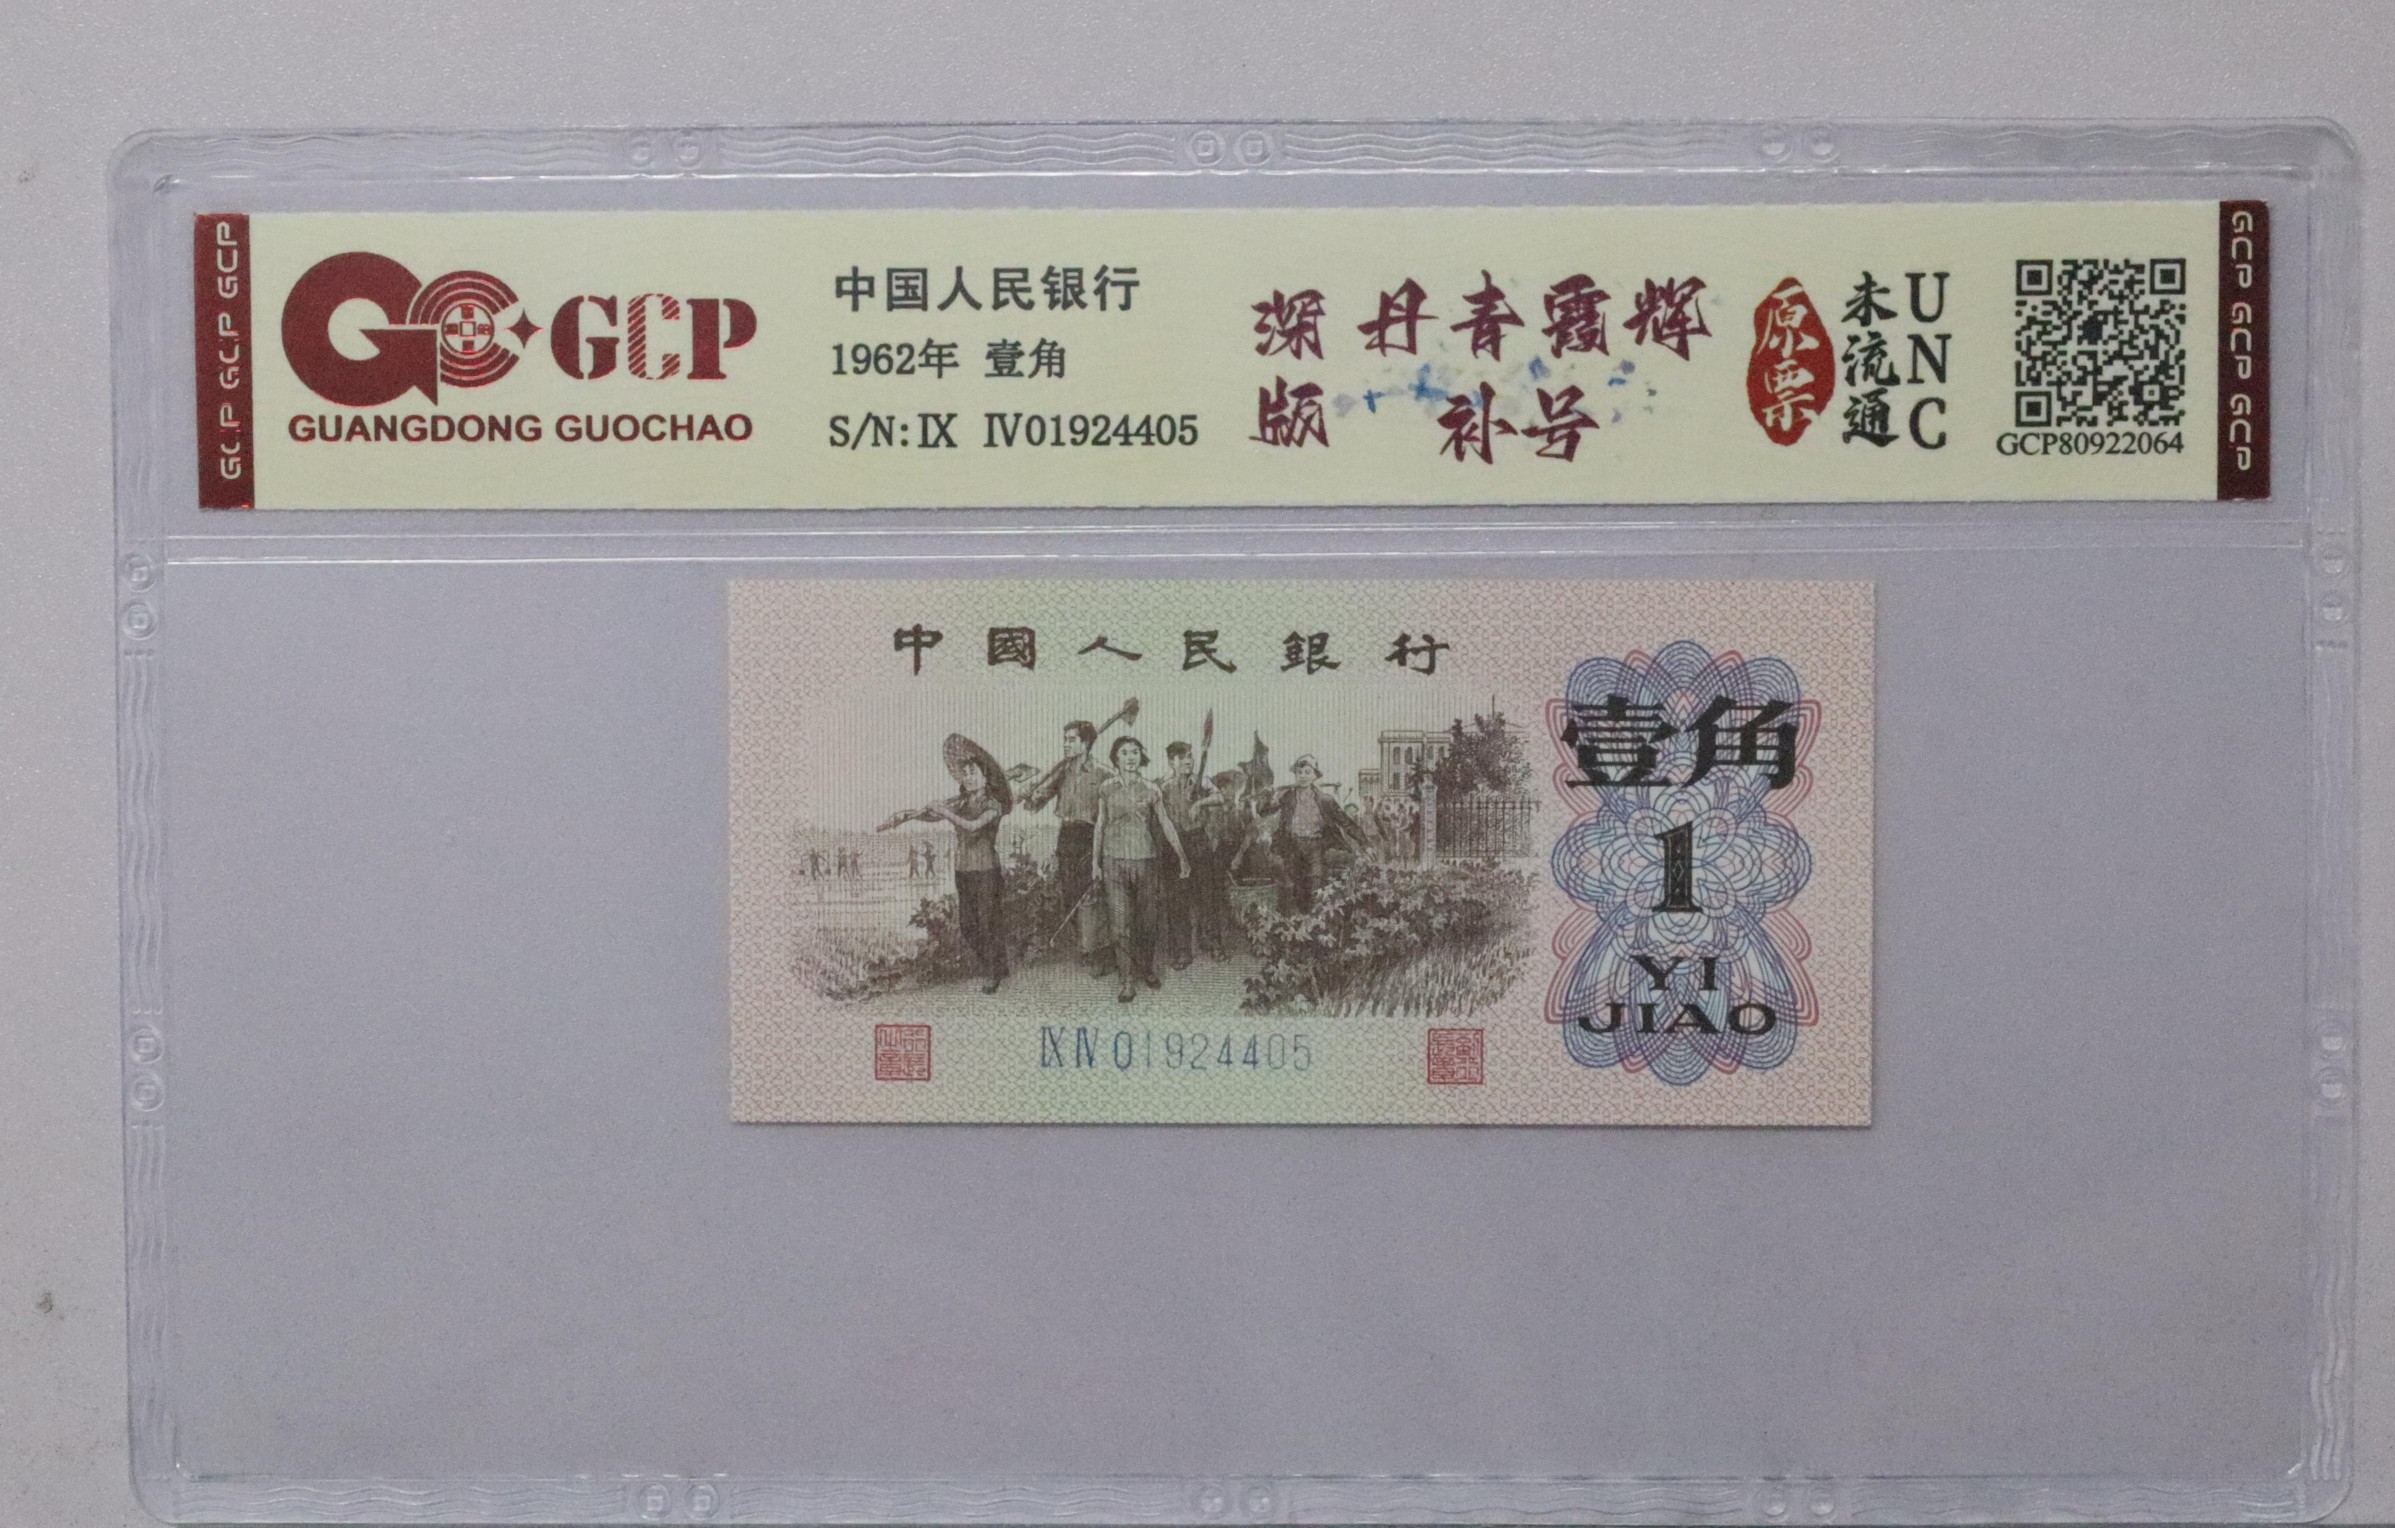 GCP GCP GCP
GCP
GUANGDONG GUOCHAO
中国人民银行
1962年 壹角
S/N: IX IV01924405
深版
丹青霞辉
补号
原票
未流通
UNC
GCP80922064
GCP GCP GCP
中國人民銀行
壹角
1
YI
JIAO
IX IV 01924405